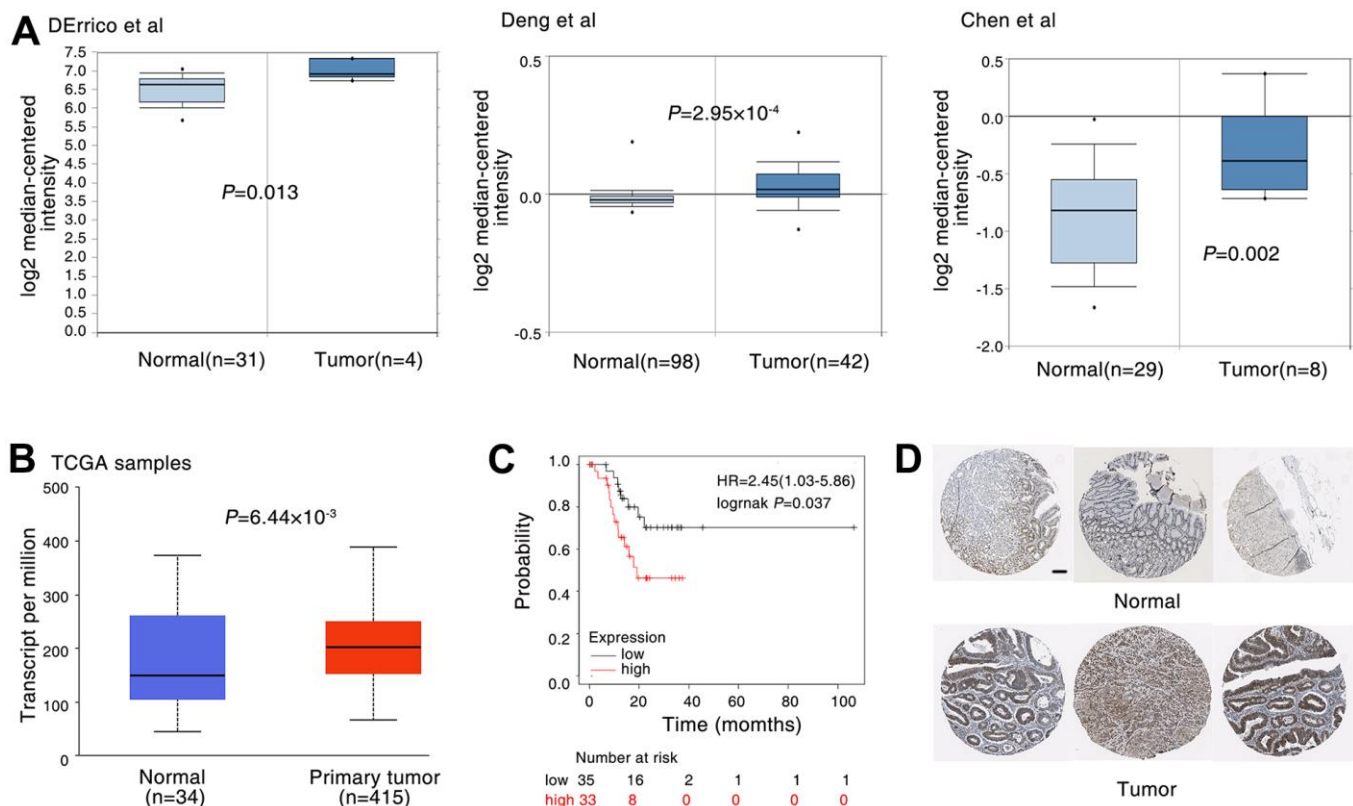 A
DErrico et al
log2 median-centered
intensity
7.5
7.0
6.5
6.0
5.5
5.0
4.5
4.0
3.5
3.0
2.5
2.0
1.5
1.0
0.5
0.0
P=0.013
Normal(n=31) Tumor(n=4)
Deng et al
log2 median-centered
intensity
0.5
0.0
-0.5
P=2.95×10-4
Normal(n=98) Tumor(n=42)
Chen et al
log2 median-centered
intensity
0.5
0.0
-0.5
-1.0
-1.5
-2.0
P=0.002
Normal(n=29) Tumor(n=8)
B
TCGA samples
Transcript per million
500
400
300
200
100
0
P=6.44×10-3
Normal Primary tumor
(n=34) (n=415)
C
Probability
1.0
0.8
0.6
0.4
0.2
0.0
HR=2.45(1.03-5.86)
logrnak P=0.037
Expression
low
high
0 20 40 60 80 100
Time (momths)
Number at risk
low 35 16 2 1 1 1
high 33 8 0 0 0 0
D
Normal
Tumor